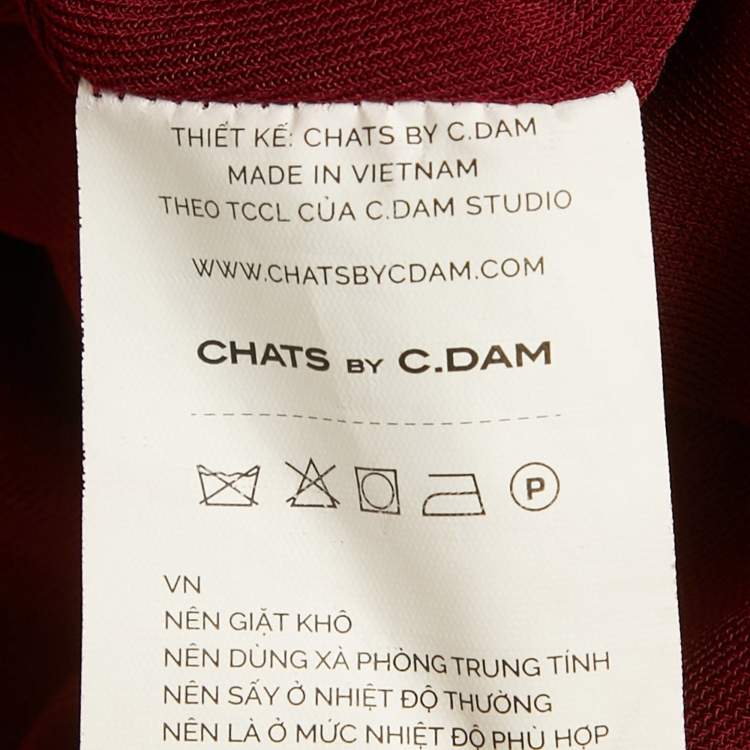 THIẾT KẾ: CHATS BY C.DAM
MADE IN VIETNAM
THEO TCCL CỦA C.DAM STUDIO
WWW.CHATSBYCDAM.COM
CHATS BY C.DAM
P
VN
NÊN GIẶT KHÔ
NÊN DÙNG XÀ PHÒNG TRUNG TÍNH
NÊN SẤY Ở NHIỆT ĐỘ THƯỜNG
NÊN LÀ Ở MỨC NHIỆT ĐỘ PHÙ HỢP